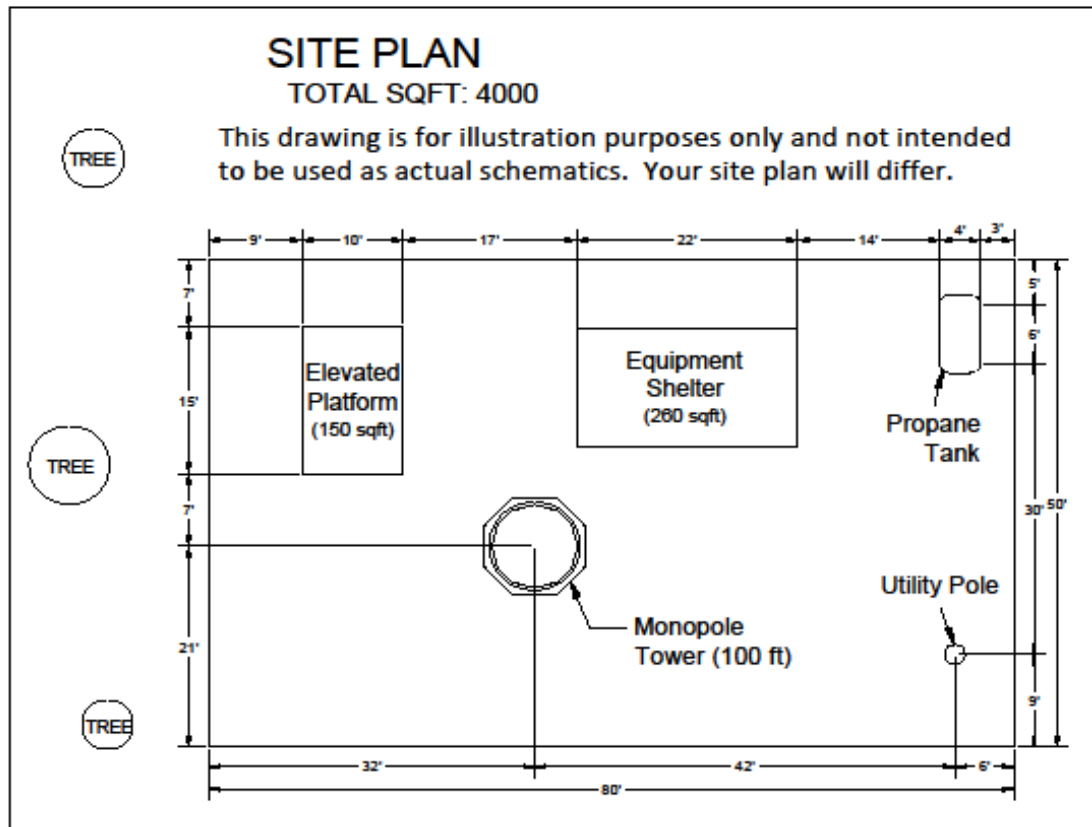 SITE PLAN
TOTAL SQFT: 4000
This drawing is for illustration purposes only and not intended
to be used as actual schematics. Your site plan will differ.
TREE
9'
10'
17'
22'
14'
4'
3'
7'
5'
6'
Elevated
Platform
(150 sqft)
Equipment
Shelter
(260 sqft)
15'
Propane
Tank
TREE
7'
30'
50'
Utility Pole
Monopole
Tower (100 ft)
21'
9'
TREE
32'
42'
6'
80'